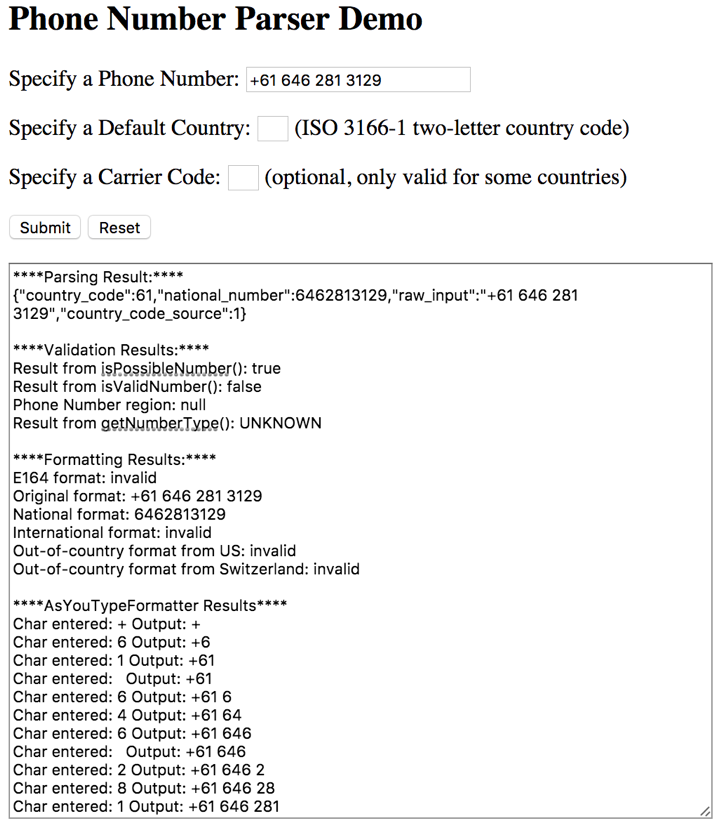 Phone Number Parser Demo
Specify a Phone Number: +61 646 281 3129
Specify a Default Country: (ISO 3166-1 two-letter country code)
Specify a Carrier Code: (optional, only valid for some countries)
Submit Reset
****Parsing Result:****
{"country_code":61,"national_number":6462813129,"raw_input":"+61 646 281
3129","country_code_source":1}
****Validation Results:****
Result from isPossibleNumber(): true
Result from isValidNumber(): false
Phone Number region: null
Result from getNumberType(): UNKNOWN
****Formatting Results:****
E164 format: invalid
Original format: +61 646 281 3129
National format: 6462813129
International format: invalid
Out-of-country format from US: invalid
Out-of-country format from Switzerland: invalid
****AsYouTypeFormatter Results****
Char entered: + Output: +
Char entered: 6 Output: +6
Char entered: 1 Output: +61
Char entered:   Output: +61
Char entered: 6 Output: +61 6
Char entered: 4 Output: +61 64
Char entered: 6 Output: +61 646
Char entered:   Output: +61 646
Char entered: 2 Output: +61 646 2
Char entered: 8 Output: +61 646 28
Char entered: 1 Output: +61 646 281